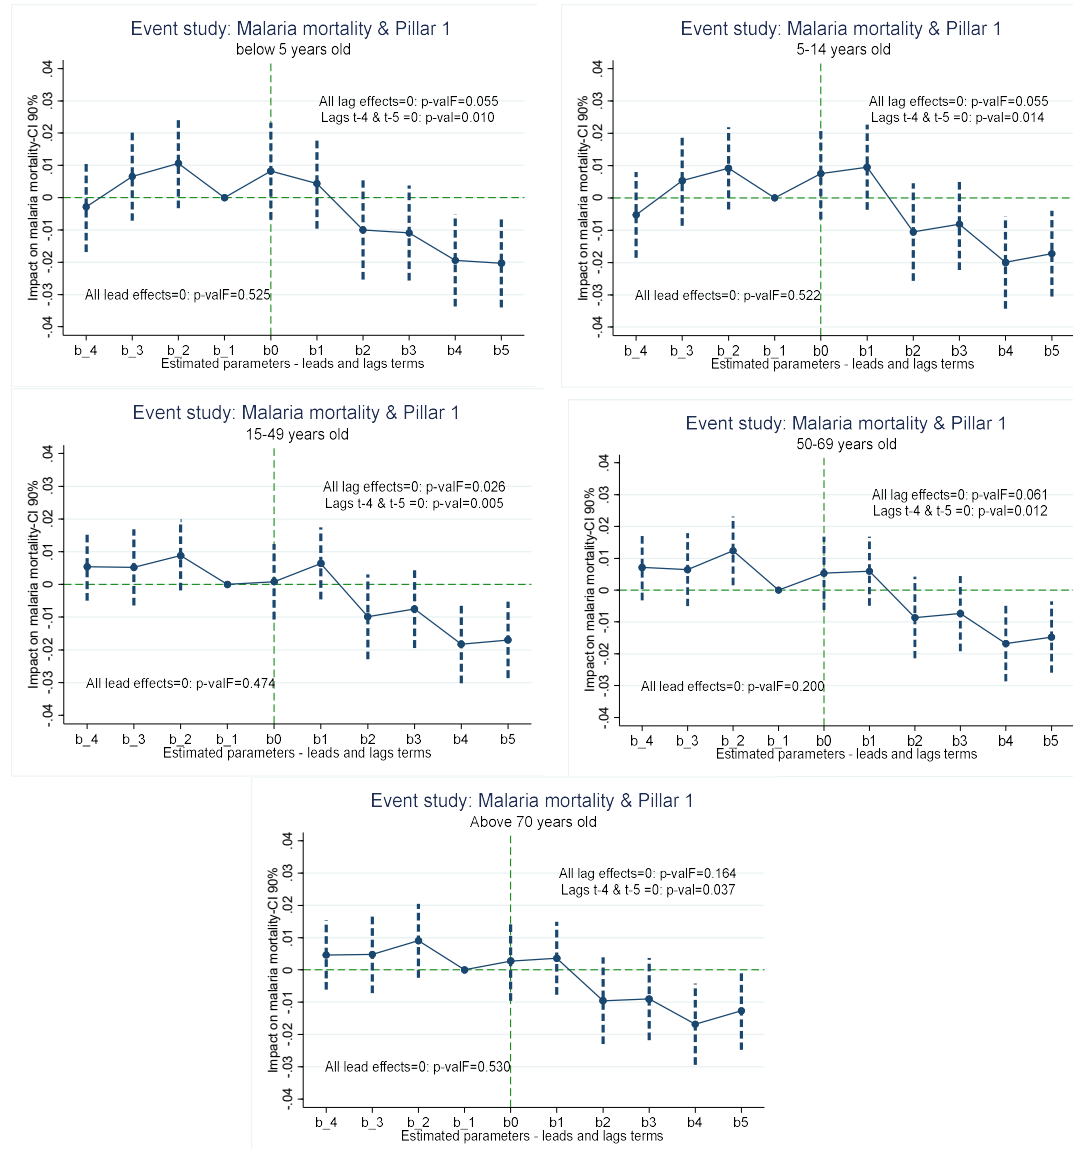 Event study: Malaria mortality & Pillar 1
below 5 years old
Impact on malaria mortality-CI 90%
.04
.03
.02
.01
0
-.01
-.02
-.03
-.04
All lag effects=0: p-valF=0.055
Lags t-4 & t-5 =0: p-val=0.010
All lead effects=0: p-valF=0.525
b_4 b_3 b_2 b_1 b0 b1 b2 b3 b4 b5
Estimated parameters - leads and lags terms
Event study: Malaria mortality & Pillar 1
5-14 years old
Impact on malaria mortality-CI 90%
.04
.03
.02
.01
0
-.01
-.02
-.03
-.04
All lag effects=0: p-valF=0.055
Lags t-4 & t-5 =0: p-val=0.014
All lead effects=0: p-valF=0.522
b_4 b_3 b_2 b_1 b0 b1 b2 b3 b4 b5
Estimated parameters - leads and lags terms
Event study: Malaria mortality & Pillar 1
15-49 years old
Impact on malaria mortality-CI 90%
.04
.03
.02
.01
0
-.01
-.02
-.03
-.04
All lag effects=0: p-valF=0.026
Lags t-4 & t-5 =0: p-val=0.005
All lead effects=0: p-valF=0.474
b_4 b_3 b_2 b_1 b0 b1 b2 b3 b4 b5
Estimated parameters - leads and lags terms
Event study: Malaria mortality & Pillar 1
50-69 years old
Impact on malaria mortality-CI 90%
.04
.03
.02
.01
0
-.01
-.02
-.03
-.04
All lag effects=0: p-valF=0.061
Lags t-4 & t-5 =0: p-val=0.012
All lead effects=0: p-valF=0.200
b_4 b_3 b_2 b_1 b0 b1 b2 b3 b4 b5
Estimated parameters - leads and lags terms
Event study: Malaria mortality & Pillar 1
Above 70 years old
Impact on malaria mortality-CI 90%
.04
.03
.02
.01
0
-.01
-.02
-.03
-.04
All lag effects=0: p-valF=0.164
Lags t-4 & t-5 =0: p-val=0.037
All lead effects=0: p-valF=0.530
b_4 b_3 b_2 b_1 b0 b1 b2 b3 b4 b5
Estimated parameters - leads and lags terms